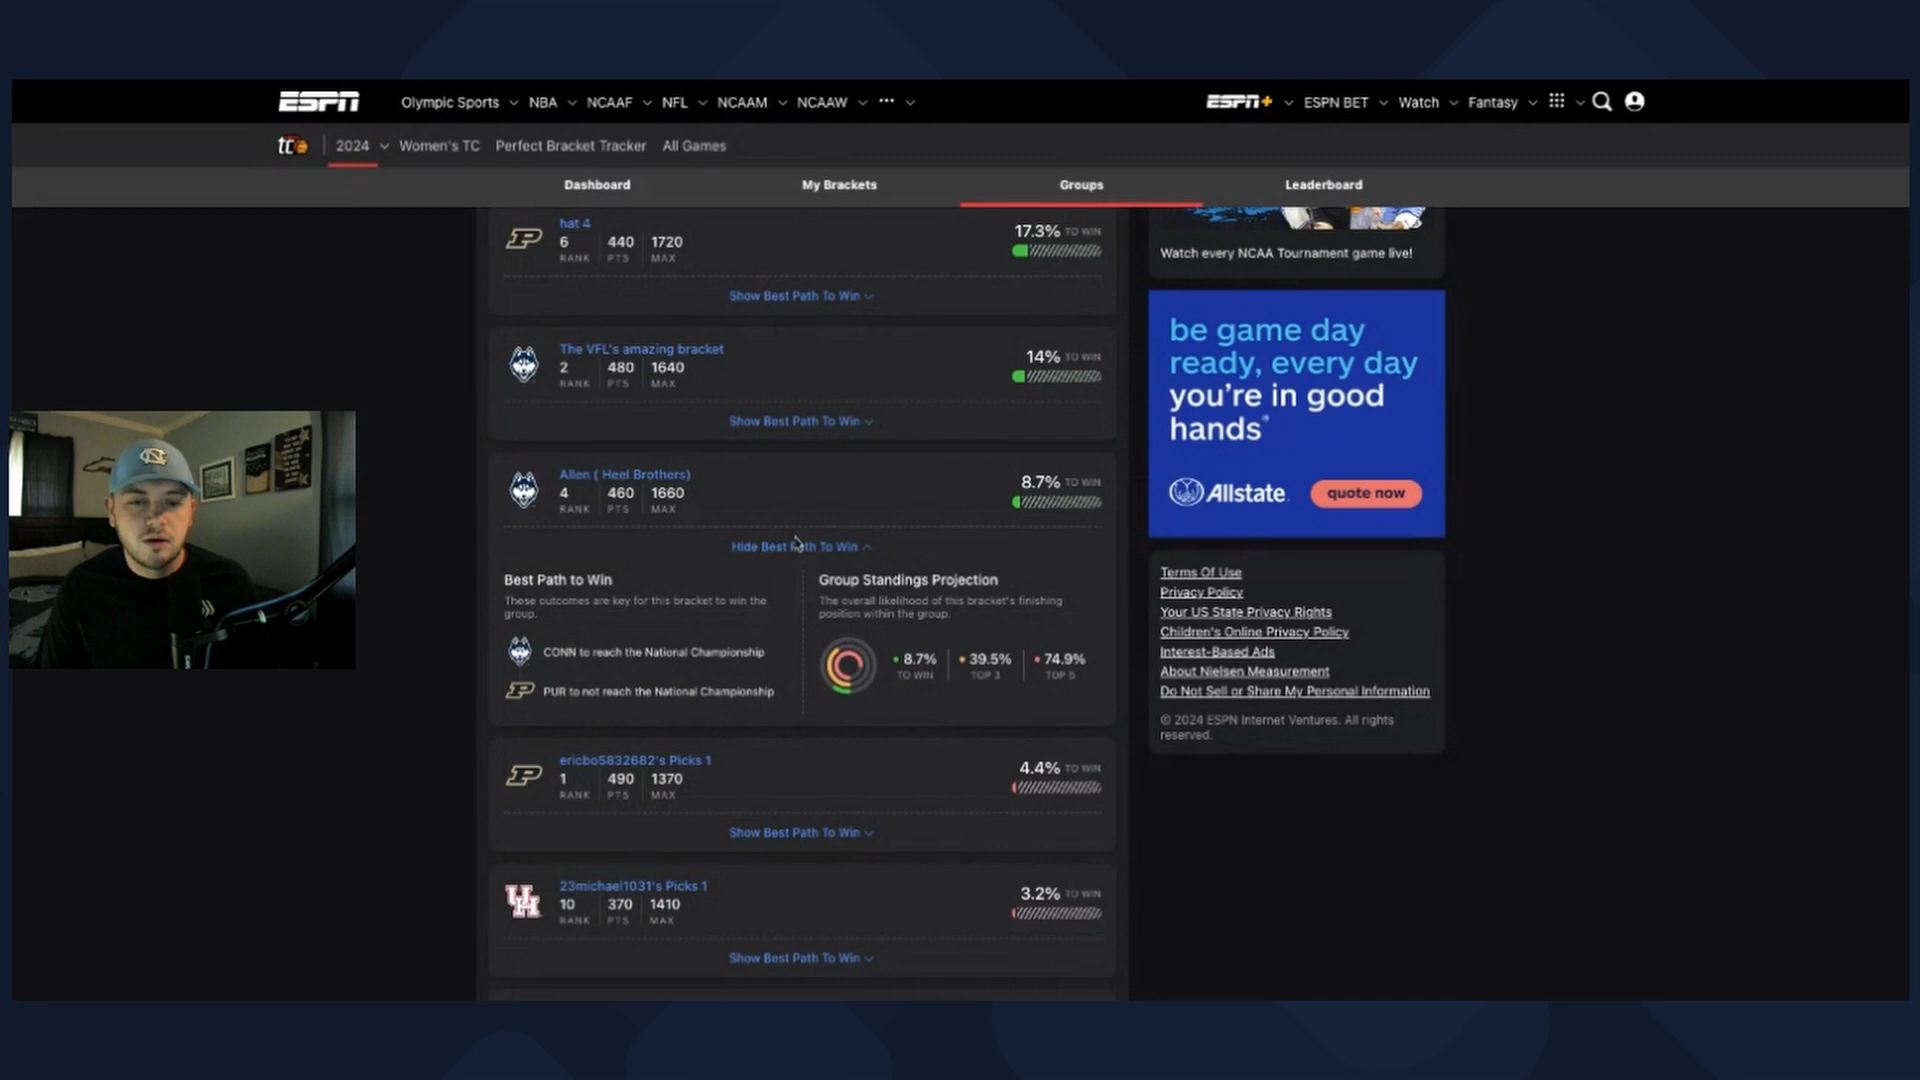 ESPN Olympic Sports NBA NCAAF NFL NCAAM NCAAW ESPN+ ESPN BET Watch Fantasy
tc 2024 Women's TC Perfect Bracket Tracker All Games
Dashboard My Brackets Groups Leaderboard
hat 4
6 440 1720
RANK PTS MAX
17.3% TO WIN
Show Best Path To Win
The VFL's amazing bracket
2 480 1640
RANK PTS MAX
14% TO WIN
Show Best Path To Win
Allen ( Heel Brothers)
4 460 1660
RANK PTS MAX
8.7% TO WIN
Hide Best Path To Win
Best Path to Win
These outcomes are key for this bracket to win the
group.
CONN to reach the National Championship
PUR to not reach the National Championship
Group Standings Projection
The overall likelihood of this bracket's finishing
position within the group.
8.7% 39.5% 74.9%
TO WIN TOP 3 TOP 5
ericbo5832682's Picks 1
1 490 1370
RANK PTS MAX
4.4% TO WIN
Show Best Path To Win
23michael1031's Picks 1
10 370 1410
RANK PTS MAX
3.2% TO WIN
Show Best Path To Win
Watch every NCAA Tournament game live!
be game day
ready, every day
you're in good
hands®
Allstate. quote now
Terms Of Use
Privacy Policy
Your US State Privacy Rights
Children's Online Privacy Policy
Interest-Based Ads
About Nielsen Measurement
Do Not Sell or Share My Personal Information
© 2024 ESPN Internet Ventures. All rights
reserved.
NC